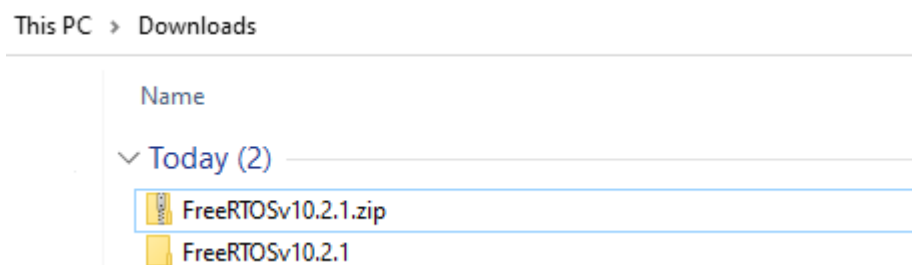 This PC > Downloads
Name
Today (2)
FreeRTOSv10.2.1.zip
FreeRTOSv10.2.1